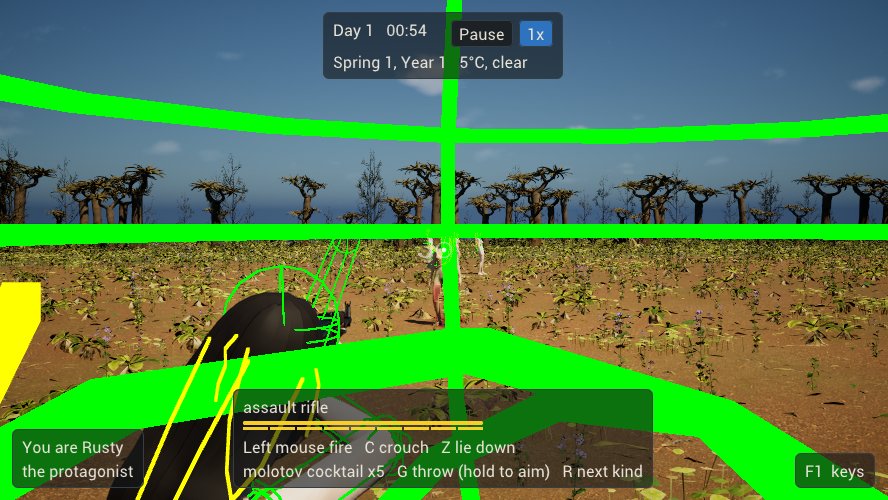 Day 1 00:54 Pause 1x
Spring 1, Year 1 5°C, clear
assault rifle
Left mouse fire C crouch Z lie down
molotov cocktail x5 G throw (hold to aim) R next kind
You are Rusty
the protagonist
F1 keys